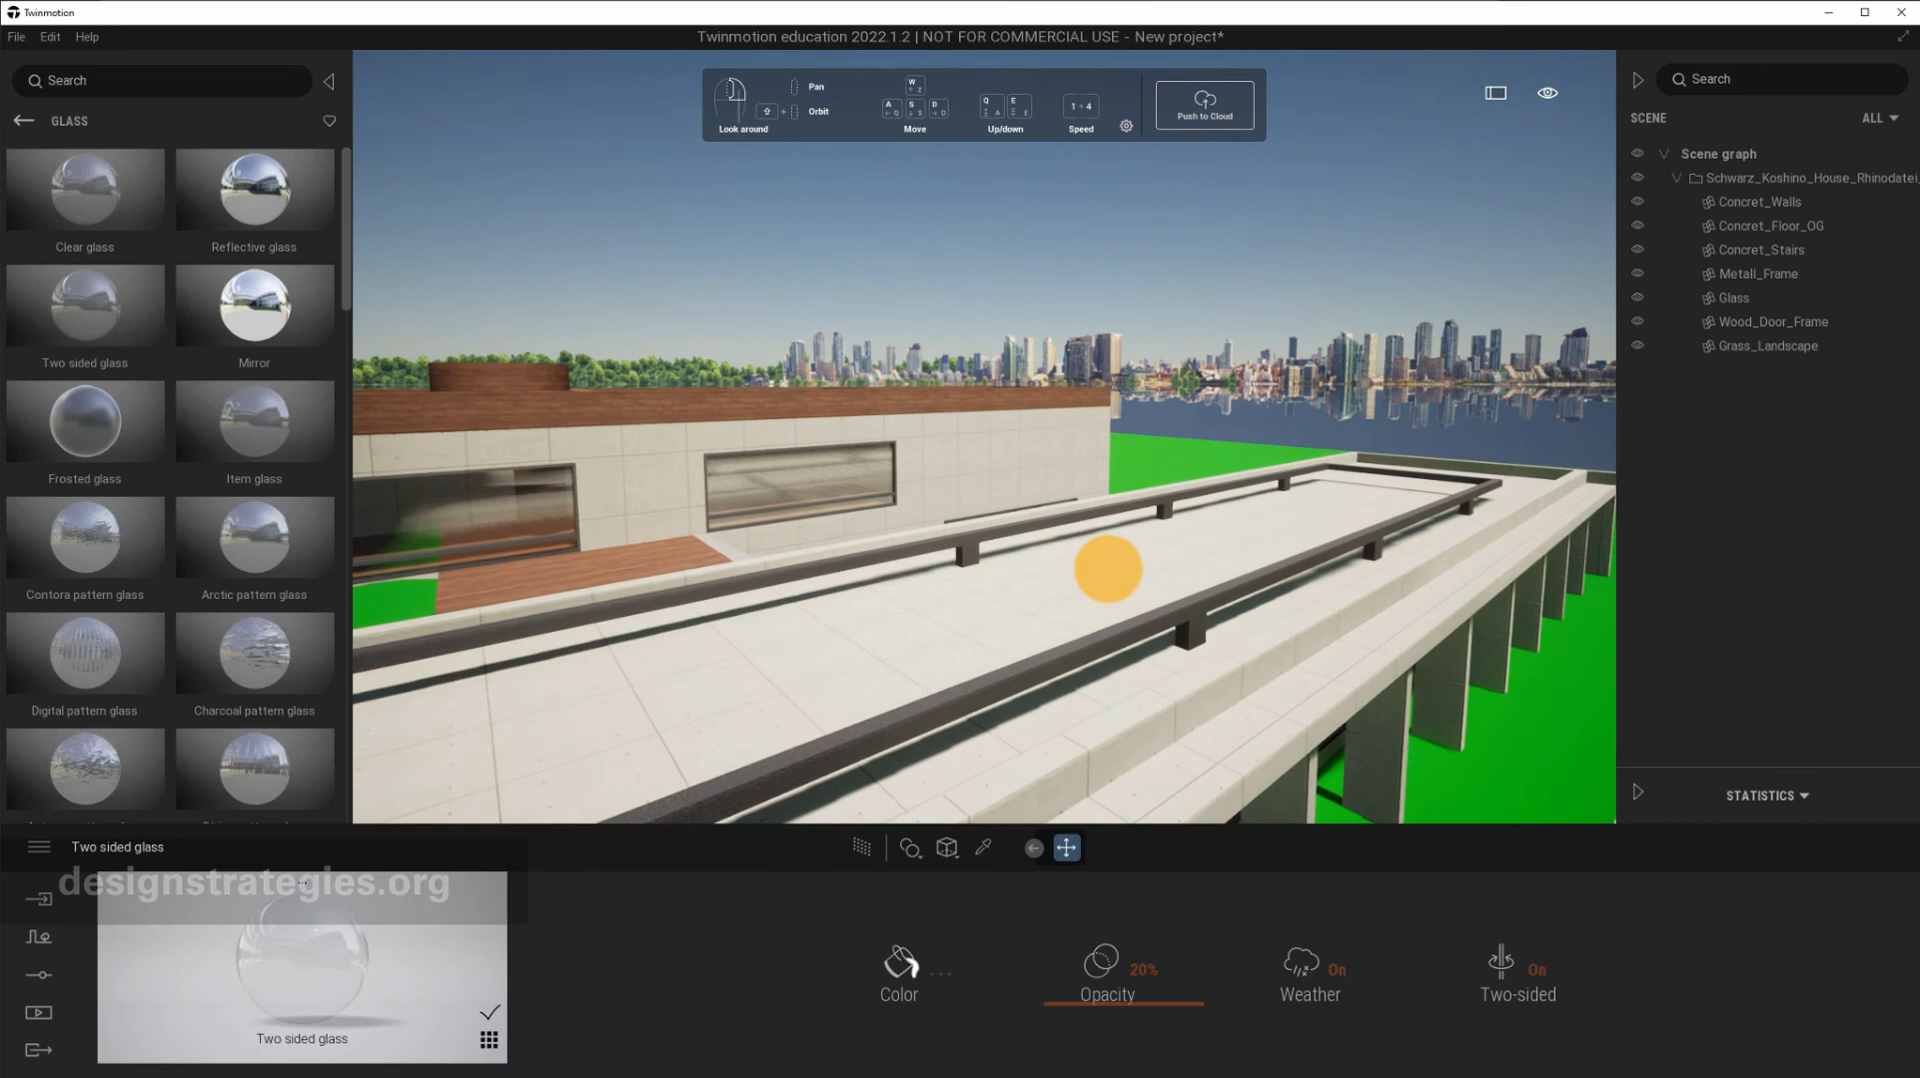 Twinmotion
File Edit Help
Twinmotion education 2022.1.2 | NOT FOR COMMERCIAL USE - New project*
Search
GLASS
Clear glass
Reflective glass
Two sided glass
Mirror
Frosted glass
Item glass
Contora pattern glass
Arctic pattern glass
Digital pattern glass
Charcoal pattern glass
Pan
Orbit
Look around
W
Z
A S D
Q S D
Move
Q E
A E
Up/down
1 4
Speed
Push to Cloud
Search
SCENE
ALL
Scene graph
Schwarz_Koshino_House_Rhinodatei
Concret_Walls
Concret_Floor_OG
Concret_Stairs
Metall_Frame
Glass
Wood_Door_Frame
Grass_Landscape
STATISTICS
Two sided glass
designstrategies.org
...
Two sided glass
Color ...
Opacity 20%
Weather On
Two-sided On